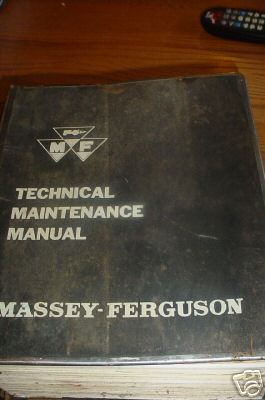 MF
TECHNICAL
MAINTENANCE
MANUAL
MASSEY-FERGUSON